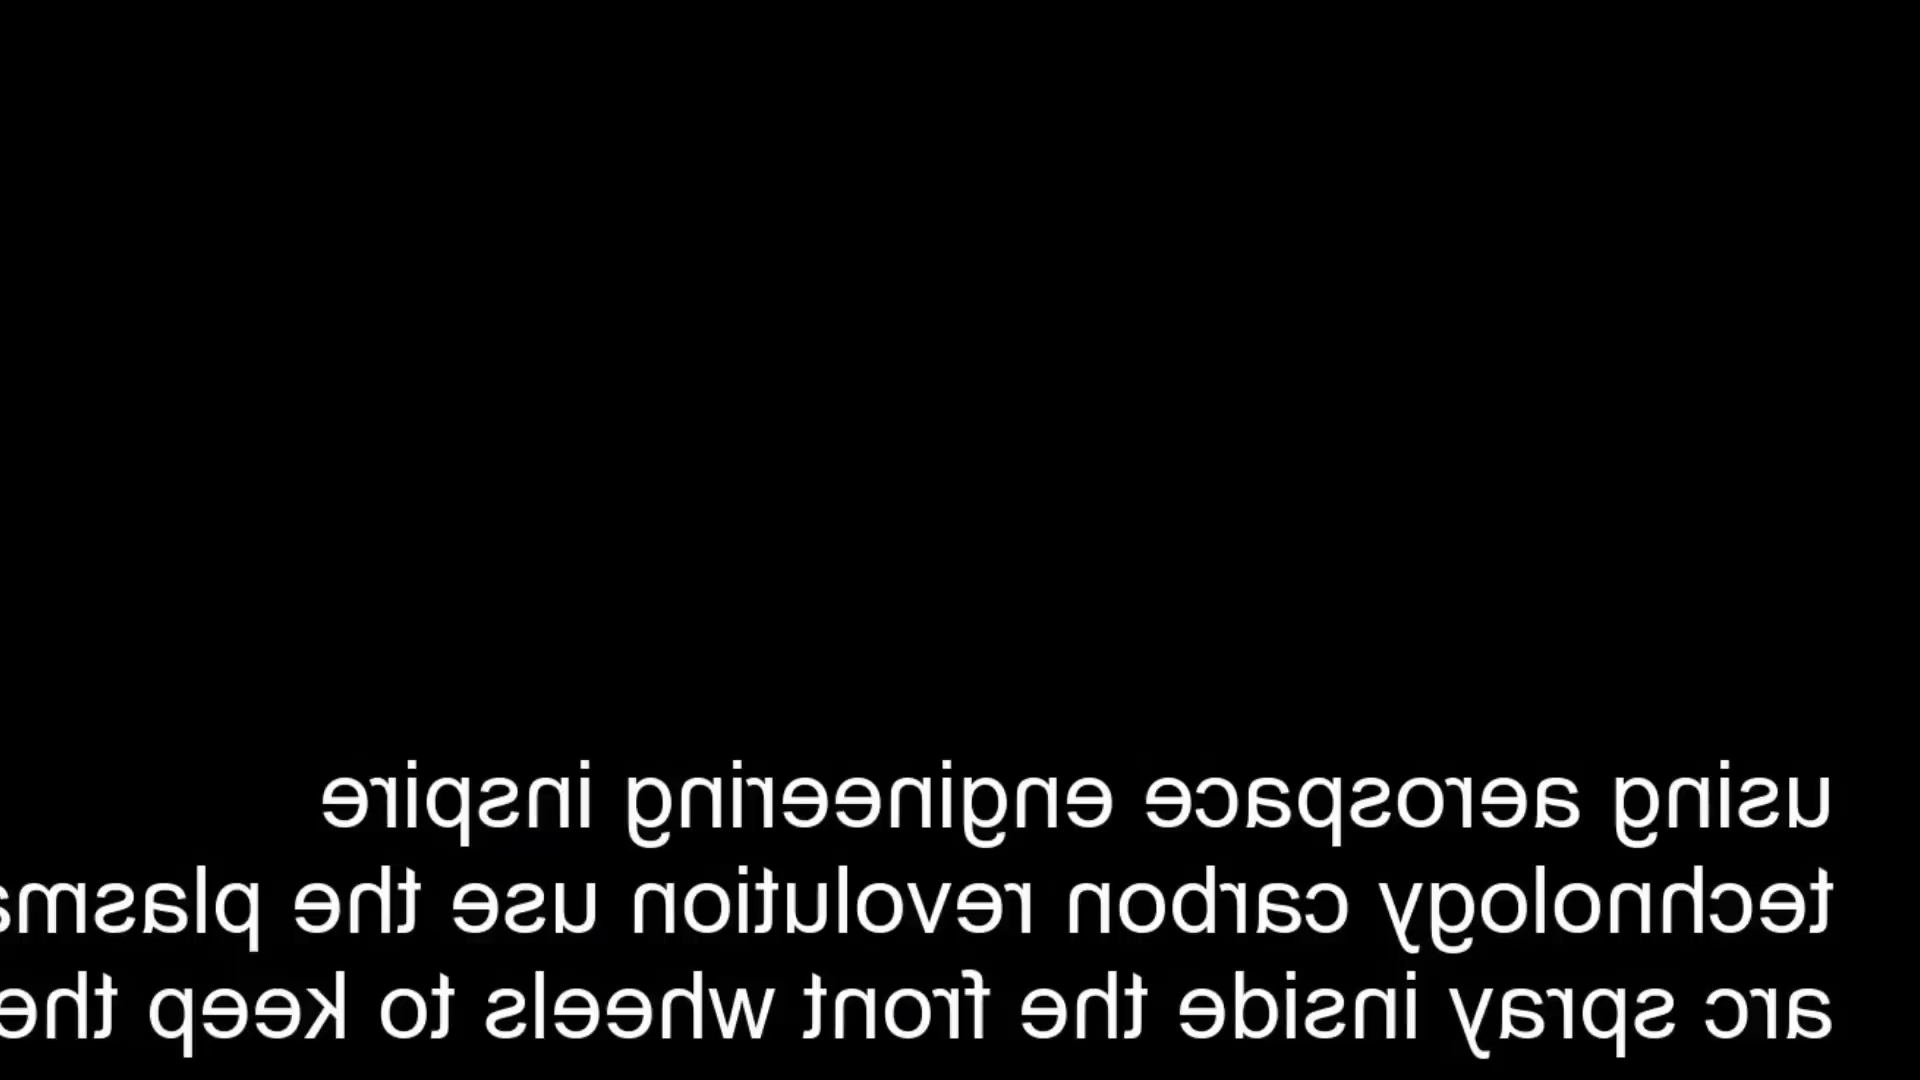 using aerospace engineering inspire
technology carbon revolution use the plasma
arc spray inside the front wheels to keep the